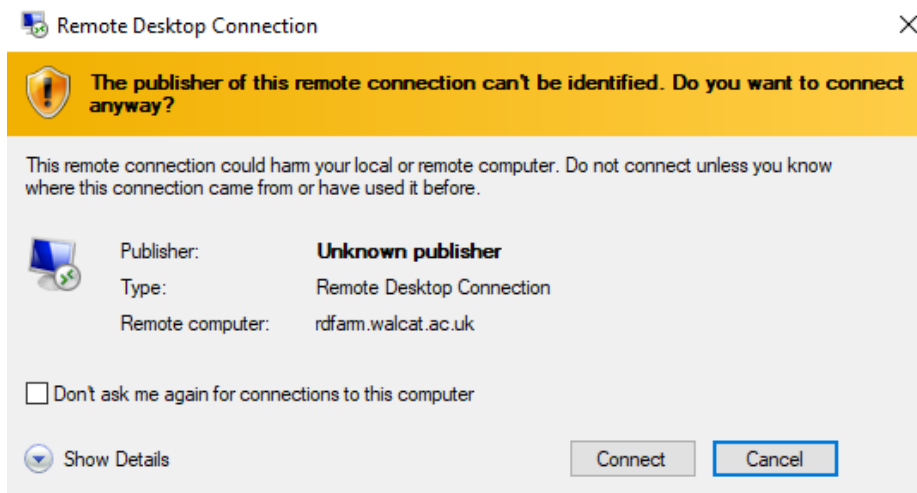 Remote Desktop Connection
The publisher of this remote connection can't be identified. Do you want to connect
anyway?
This remote connection could harm your local or remote computer. Do not connect unless you know
where this connection came from or have used it before.
Publisher: Unknown publisher
Type: Remote Desktop Connection
Remote computer: rdfarm.walcat.ac.uk
Don't ask me again for connections to this computer
Show Details Connect Cancel